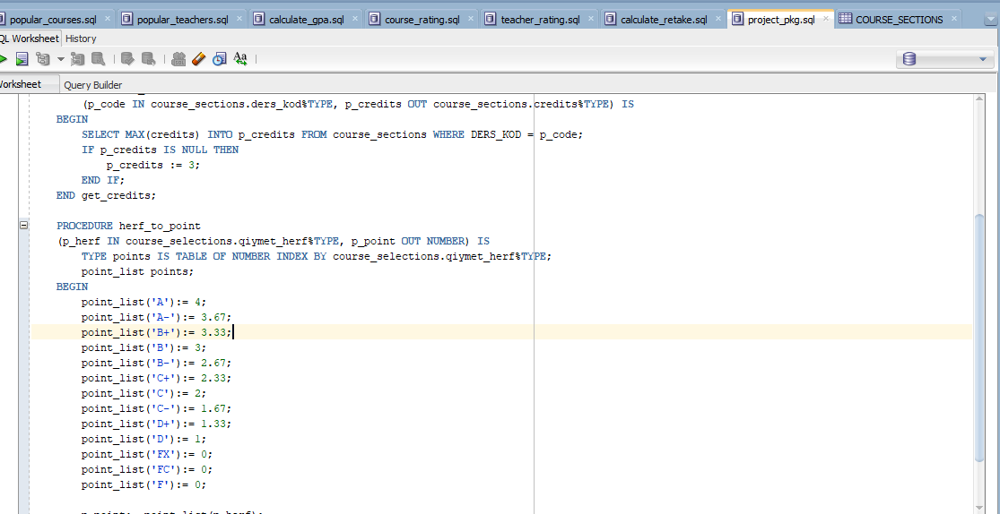 popular_courses.sql popular_teachers.sql calculate_gpa.sql course_rating.sql teacher_rating.sql calculate_retake.sql project_pkg.sql COURSE_SECTIONS
QL Worksheet History
Worksheet Query Builder
(p_code IN course_sections.ders_kod%TYPE, p_credits OUT course_sections.credits%TYPE) IS
BEGIN
SELECT MAX(credits) INTO p_credits FROM course_sections WHERE DERS_KOD = p_code;
IF p_credits IS NULL THEN
p_credits := 3;
END IF;
END get_credits;
PROCEDURE herf_to_point
(p_herf IN course_selections.qiymet_herf%TYPE, p_point OUT NUMBER) IS
TYPE points IS TABLE OF NUMBER INDEX BY course_selections.qiymet_herf%TYPE;
point_list points;
BEGIN
point_list('A'):= 4;
point_list('A-'):= 3.67;
point_list('B+'):= 3.33;
point_list('B'):= 3;
point_list('B-'):= 2.67;
point_list('C+'):= 2.33;
point_list('C'):= 2;
point_list('C-'):= 1.67;
point_list('D+'):= 1.33;
point_list('D'):= 1;
point_list('FX'):= 0;
point_list('FC'):= 0;
point_list('F'):= 0;